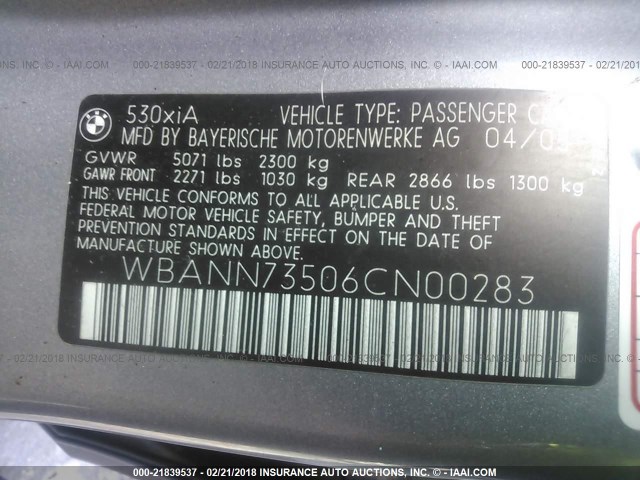 000-21839537 - 02/21/2018 INSURANCE AUTO AUCTIONS, INC. - WWW.IAAI.COM
BMW
530xiA VEHICLE TYPE: PASSENGER
MFD BY BAYERISCHE MOTORENWERKE AG
GVWR 5071 lbs 2300 kg
GAWR FRONT 2271 lbs 1030 kg REAR 2866 lbs 1300 kg
THIS VEHICLE CONFORMS TO ALL APPLICABLE U.S.
FEDERAL MOTOR VEHICLE SAFETY, BUMPER AND THEFT
PREVENTION STANDARDS IN EFFECT ON THE DATE OF
MANUFACTURE SHOWN ABOVE.
WBANN73506CN00283
000-21839537 - 02/21/2018 INSURANCE AUTO AUCTIONS, INC. - WWW.IAAI.COM